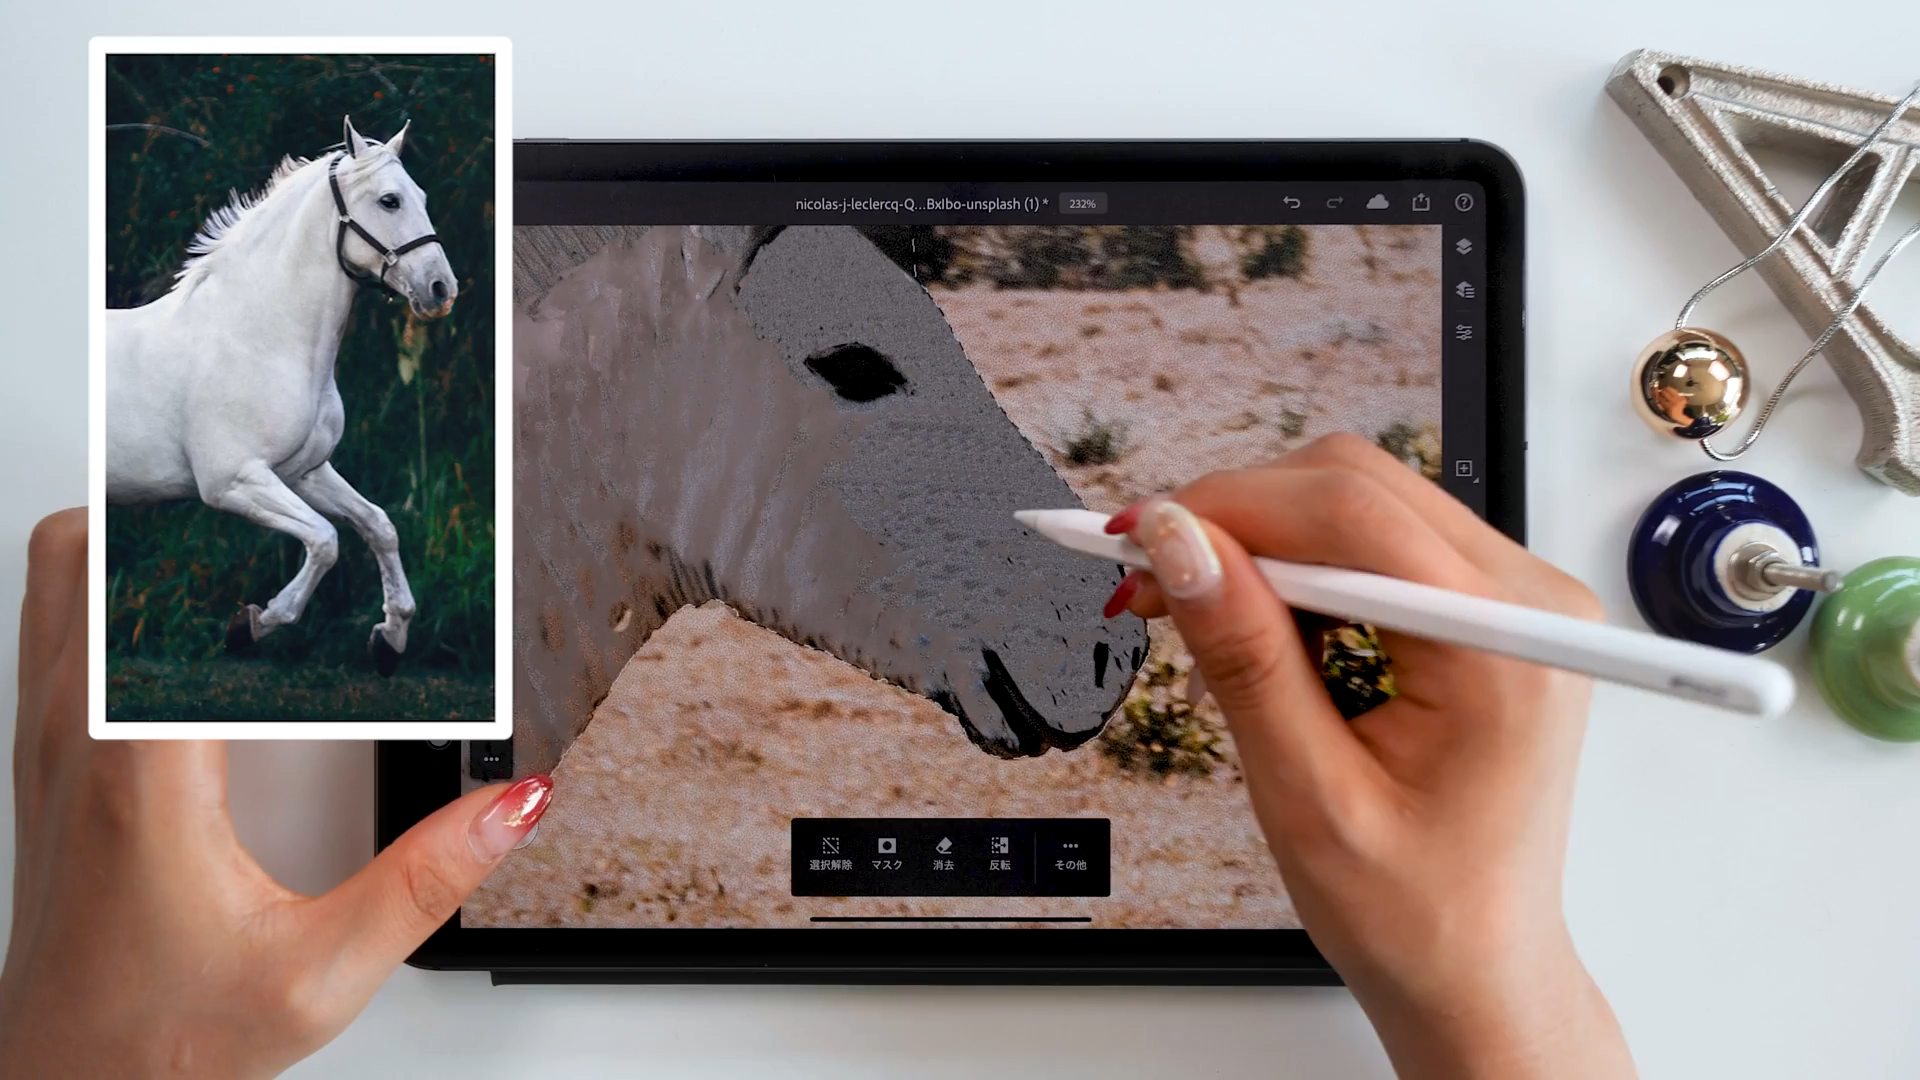 nicolas-j-leclercq-Q...BxIbo-unsplash (1) * 232%
選択解除 マスク 消去 反転 その他